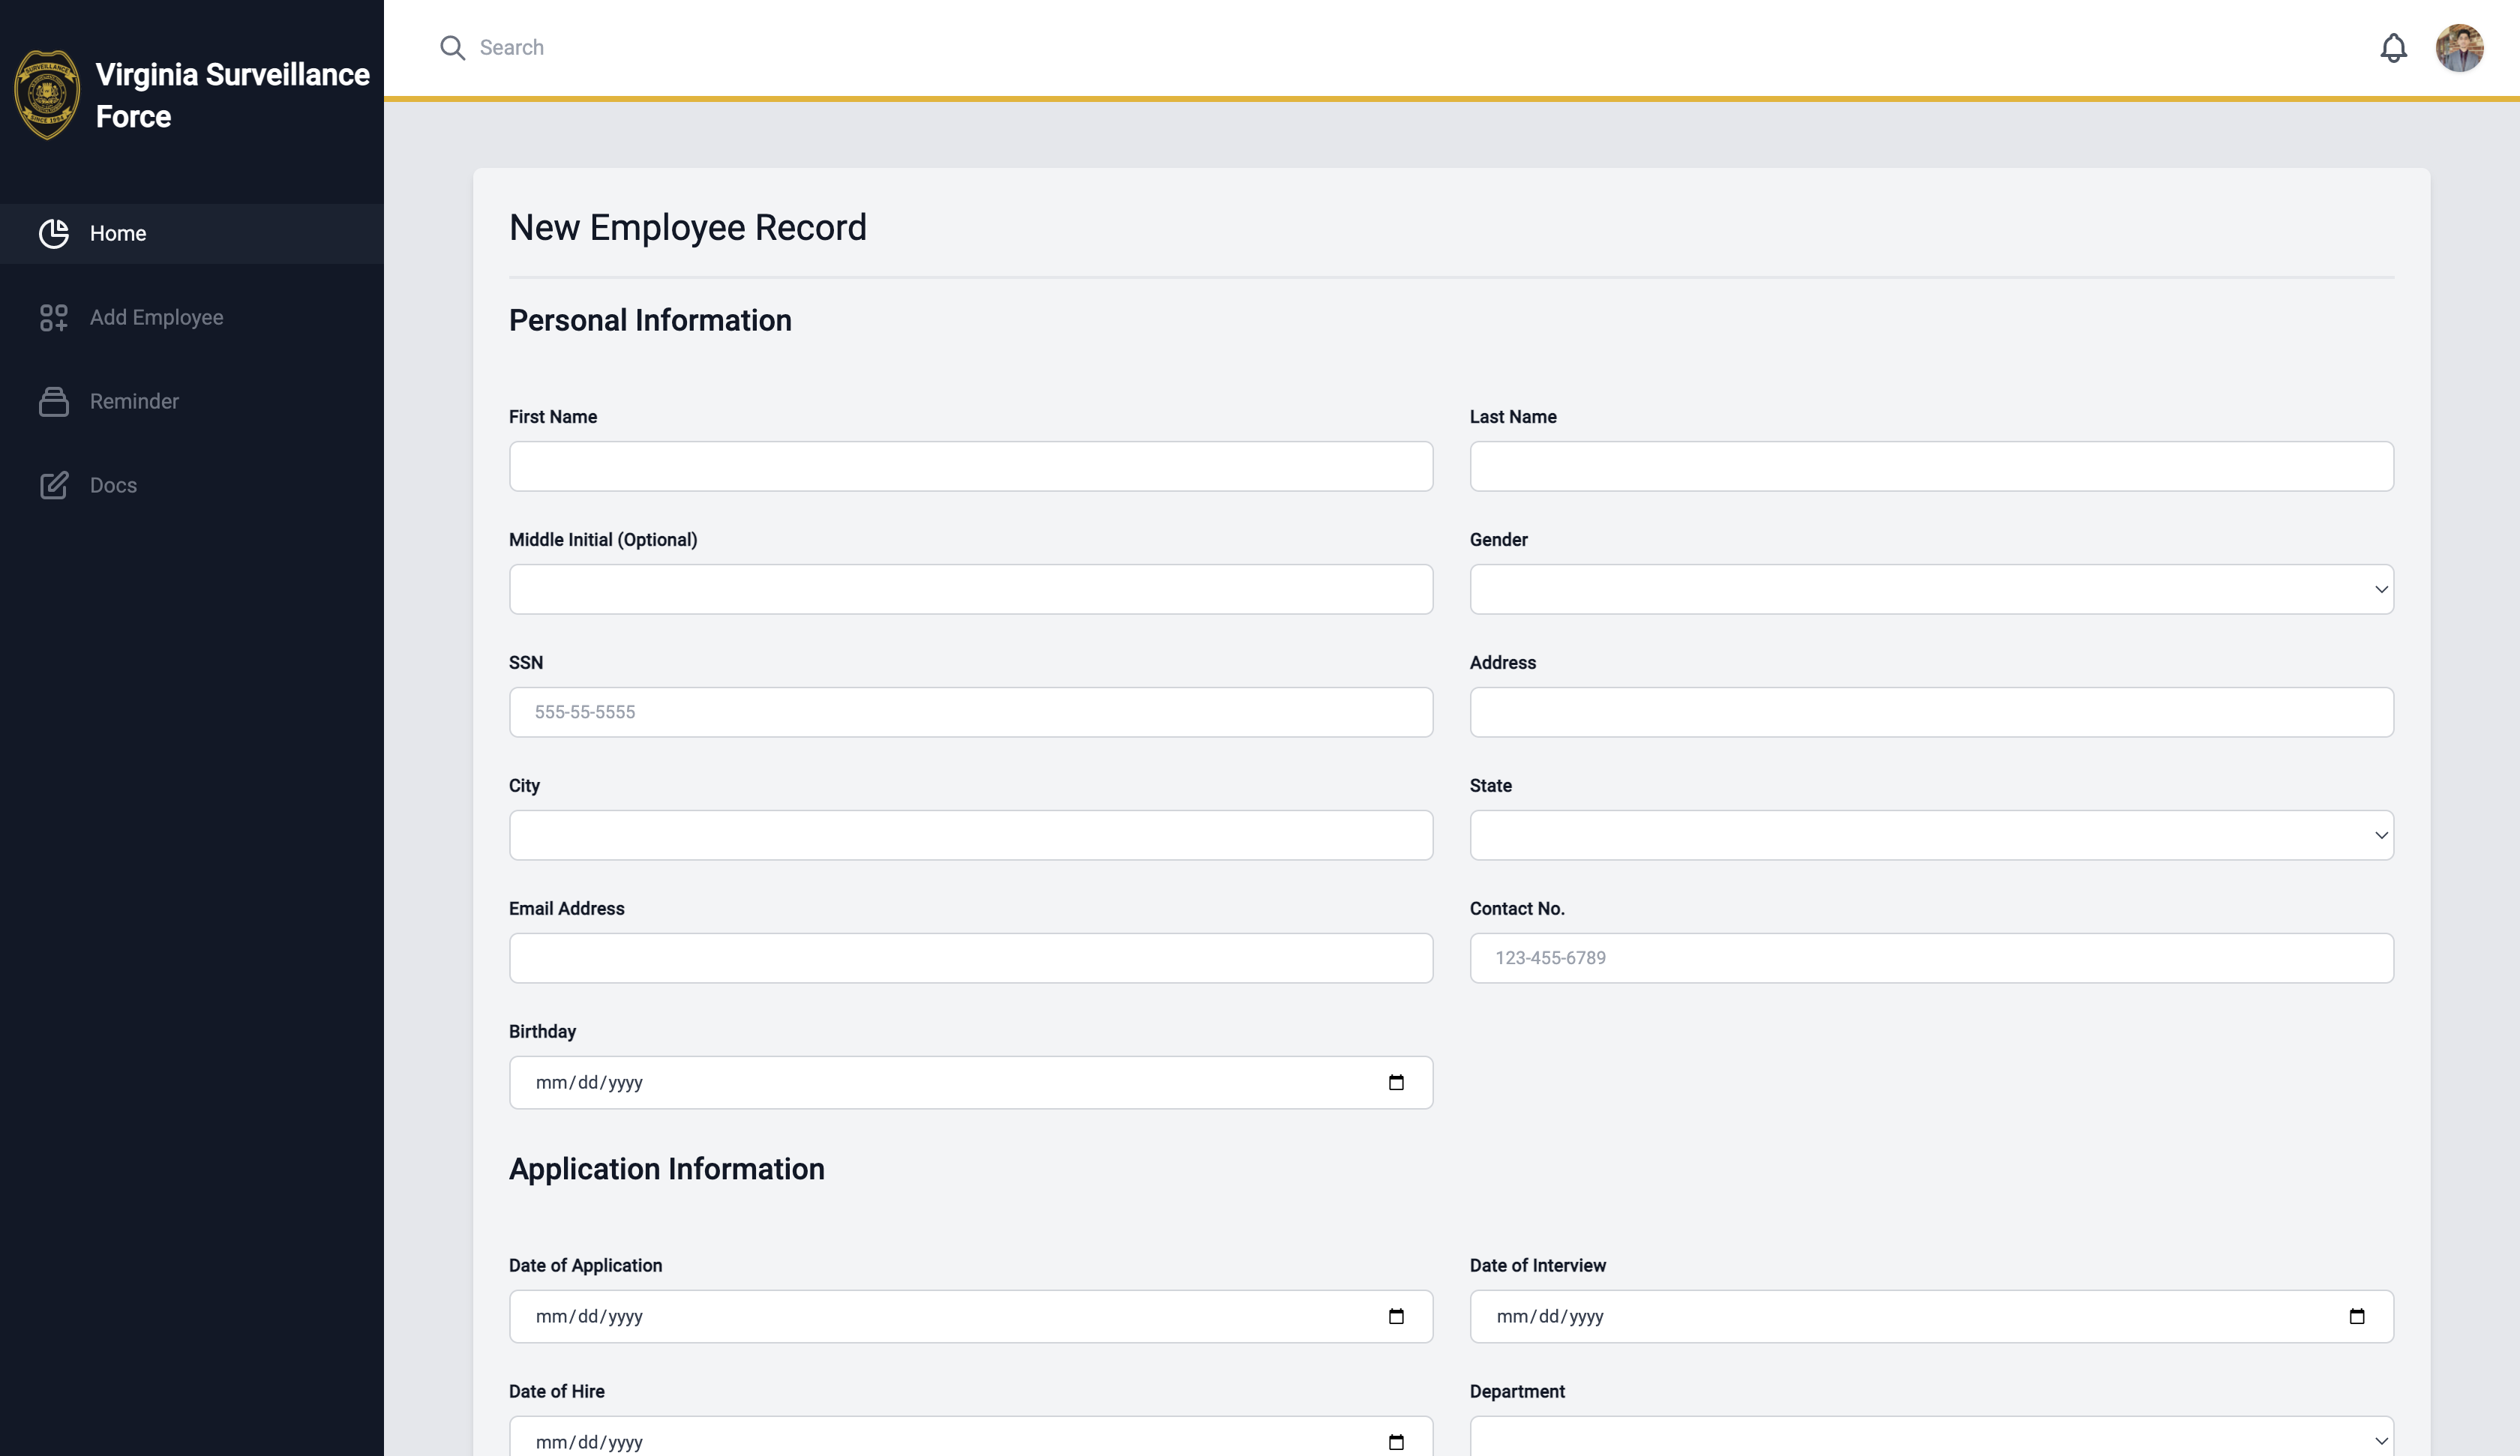 SURVEILLANCE
SINCE 1994
Virginia Surveillance
Force
Search
Home
Add Employee
Reminder
Docs
New Employee Record
Personal Information
First Name
Last Name
Middle Initial (Optional)
Gender
SSN
Address
555-55-5555
City
State
Email Address
Contact No.
123-455-6789
Birthday
mm/dd/yyyy
Application Information
Date of Application
Date of Interview
mm/dd/yyyy
mm/dd/yyyy
Date of Hire
Department
mm/dd/yyyy